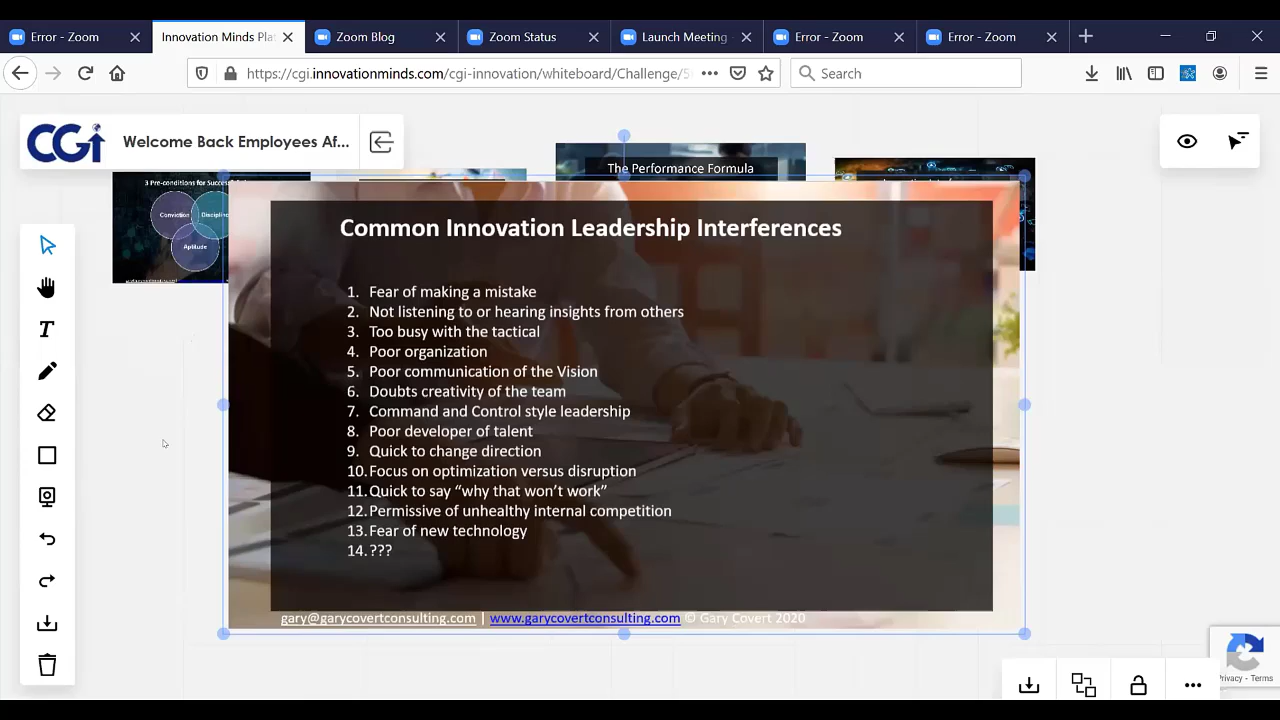 Error - Zoom
Innovation Minds Pla
Zoom Blog
Zoom Status
Launch Meeting -
Error - Zoom
Error - Zoom
https://cgi.innovationminds.com/cgi-innovation/whiteboard/Challenge/5
Search
CGI
Welcome Back Employees Af...
The Performance Formula
3 Pre-conditions for Success
Conviction
Discipline
Aptitude
Common Innovation Leadership Interferences
1. Fear of making a mistake
2. Not listening to or hearing insights from others
3. Too busy with the tactical
4. Poor organization
5. Poor communication of the Vision
6. Doubts creativity of the team
7. Command and Control style leadership
8. Poor developer of talent
9. Quick to change direction
10. Focus on optimization versus disruption
11. Quick to say “why that won’t work”
12. Permissive of unhealthy internal competition
13. Fear of new technology
14. ???
gary@garycovertconsulting.com | www.garycovertconsulting.com © Gary Covert 2020
T
Privacy - Terms